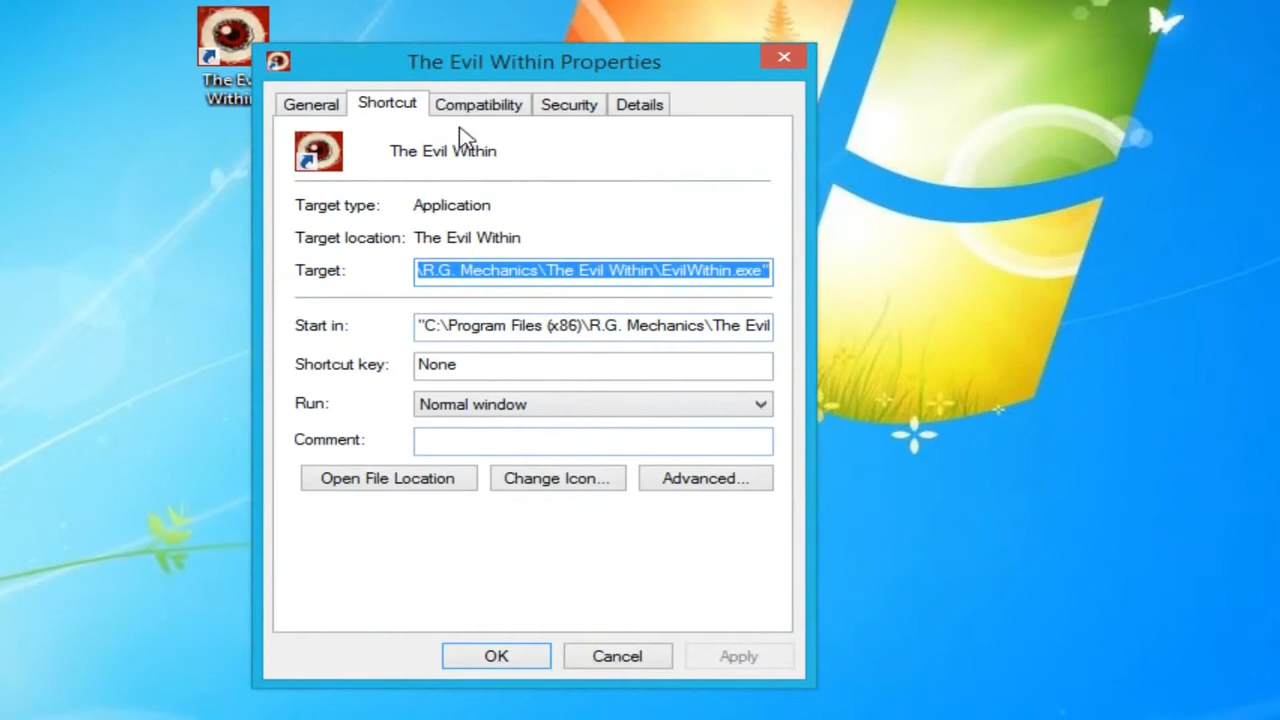 The Evil Within Properties
The Ev
Within
General Shortcut Compatibility Security Details
The Evil Within
Target type: Application
Target location: The Evil Within
Target: \R.G. Mechanics\The Evil Within\EvilWithin.exe"
Start in: "C:\Program Files (x86)\R.G. Mechanics\The Evil
Shortcut key: None
Run: Normal window
Comment:
Open File Location Change Icon... Advanced...
OK Cancel Apply